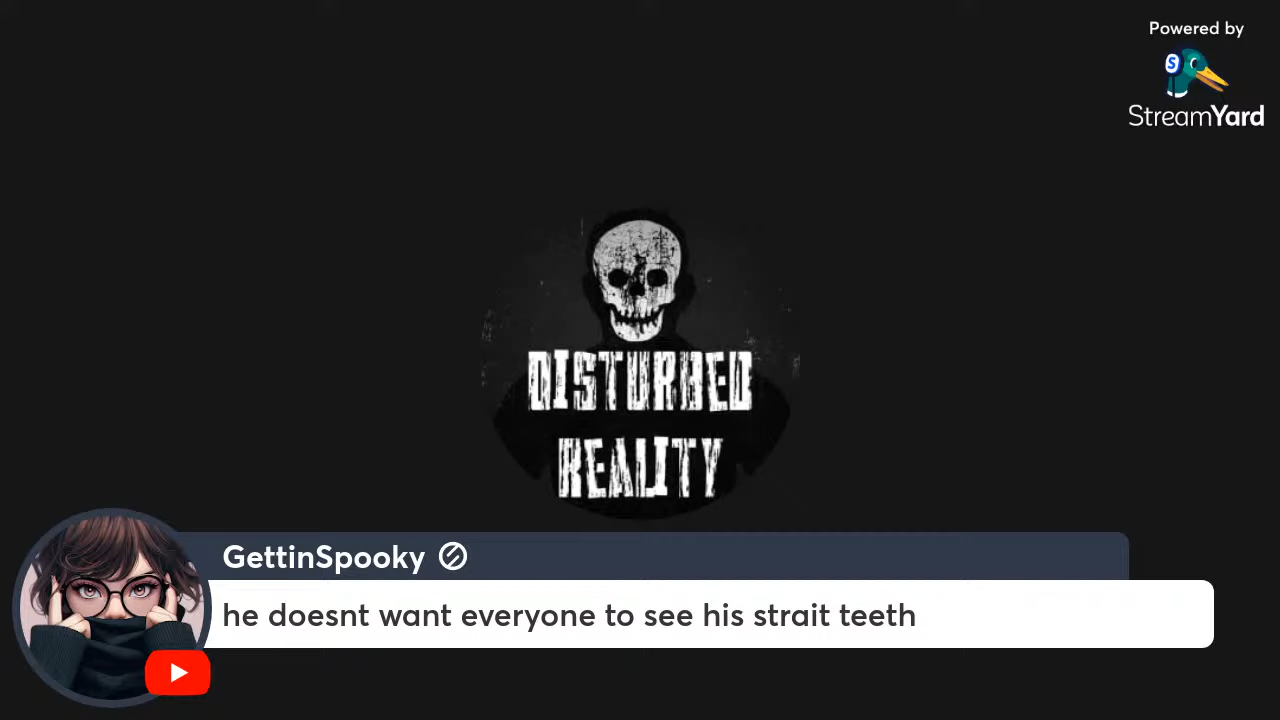 Powered by
S
StreamYard
DISTURBED
REALITY
GettinSpooky
he doesnt want everyone to see his strait teeth